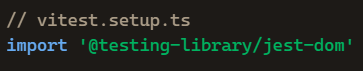 // vitest.setup.ts
import '@testing-library/jest-dom'